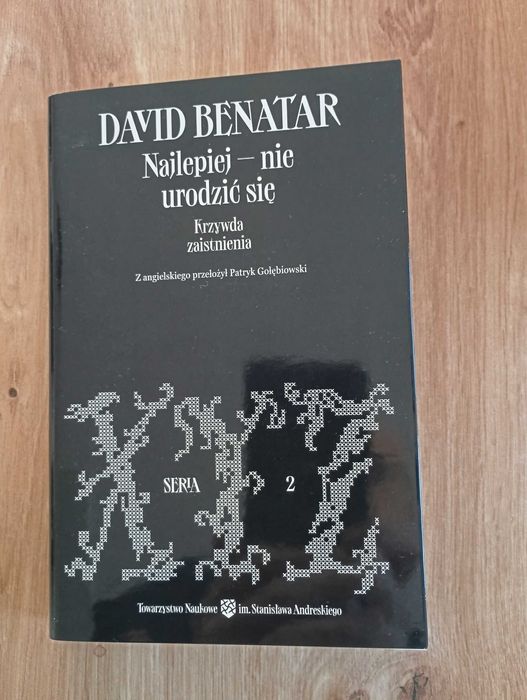 DAVID BENATAR
Najlepiej – nie
urodzić się
Krzywda
zaistnienia
Z angielskiego przełożył Patryk Gołębiowski
SERIA 2
Towarzystwo Naukowe im. Stanisława Andreskiego